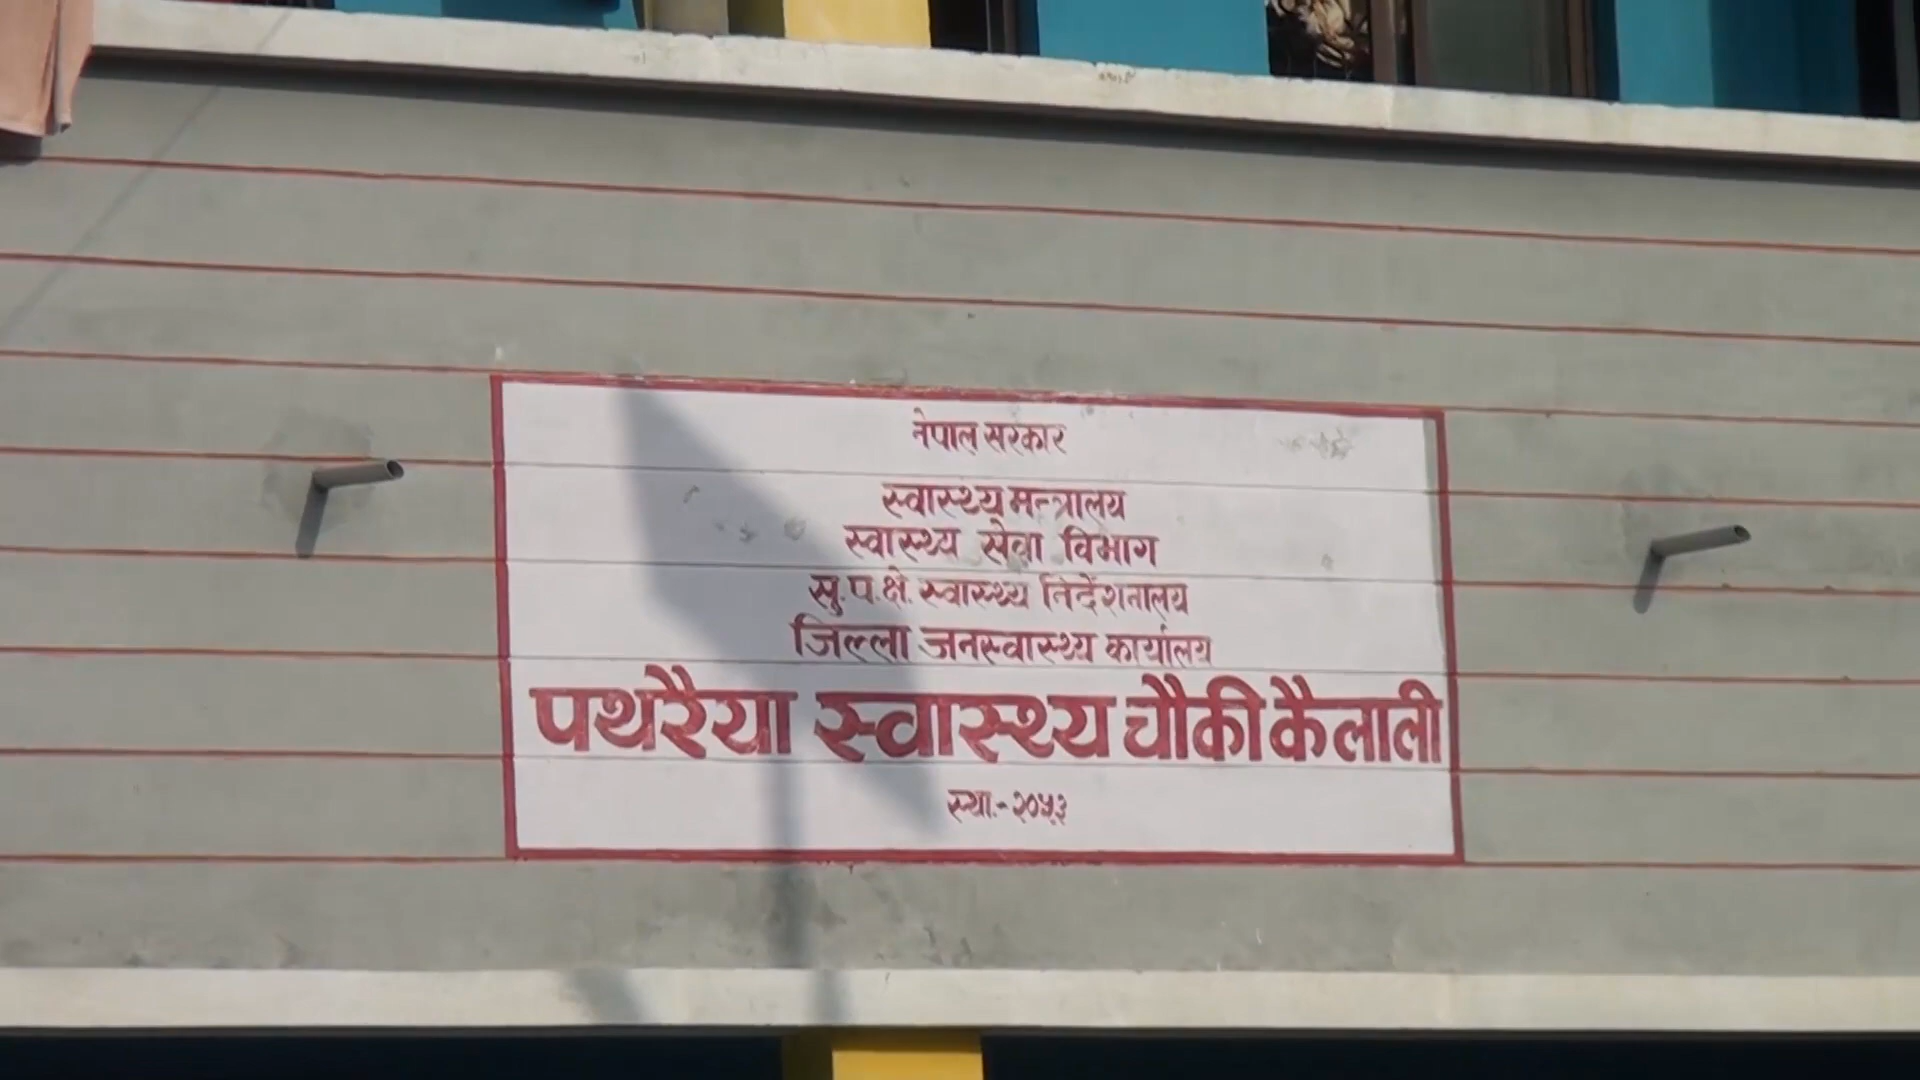 नेपाल सरकार
स्वास्थ्य मन्त्रालय
स्वास्थ्य सेवा विभाग
सु.प.क्षे. स्वास्थ्य निर्देशनालय
जिल्ला जनस्वास्थ्य कार्यालय
पथरैया स्वास्थ्य चौकी कैलाली
स्था.-२०५३